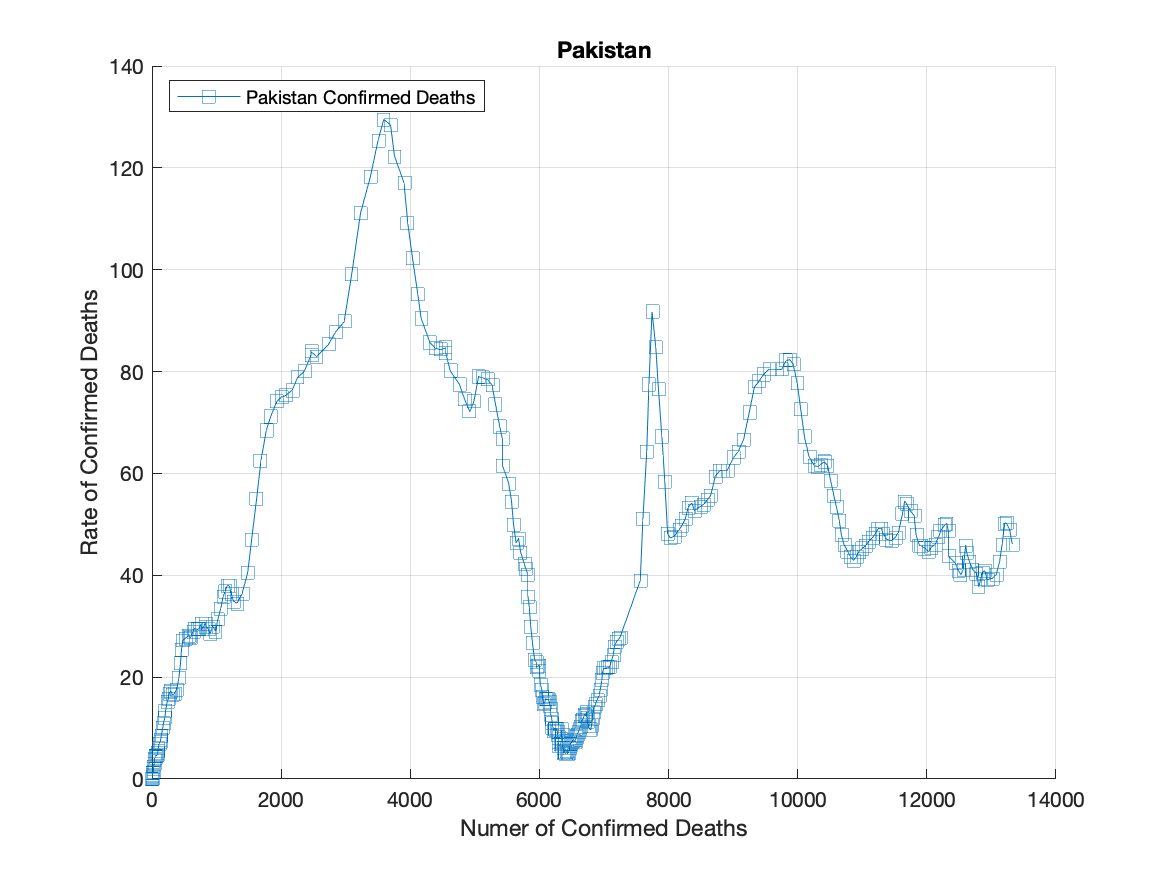 Pakistan
140
Pakistan Confirmed Deaths
120
100
80
60
40
20
0
Rate of Confirmed Deaths
0 2000 4000 6000 8000 10000 12000 14000
Numer of Confirmed Deaths